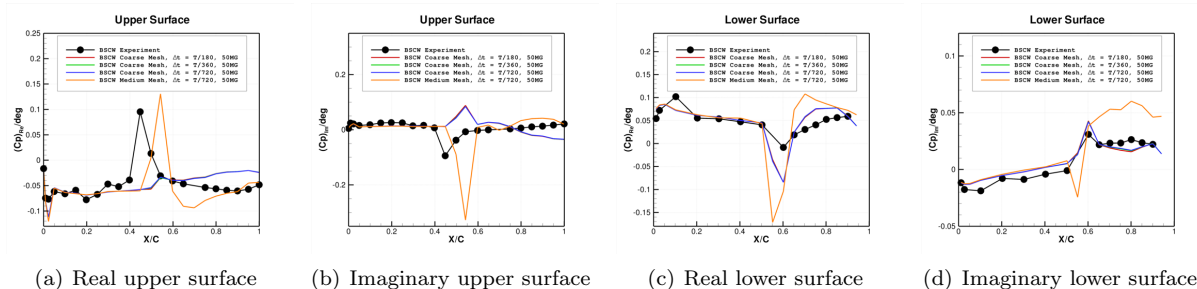 Upper Surface
BSCW Experiment
BSCW Coarse Mesh, Δt = T/180, 50MG
BSCW Coarse Mesh, Δt = T/360, 50MG
BSCW Coarse Mesh, Δt = T/720, 50MG
BSCW Medium Mesh, Δt = T/720, 50MG
(Cp)Re/deg
0.25
0.2
0.15
0.1
0.05
0
-0.05
-0.1
0 0.2 0.4 0.6 0.8 1
X/C
(a) Real upper surface
Upper Surface
BSCW Experiment
BSCW Coarse Mesh, Δt = T/180, 50MG
BSCW Coarse Mesh, Δt = T/360, 50MG
BSCW Coarse Mesh, Δt = T/720, 50MG
BSCW Medium Mesh, Δt = T/720, 50MG
(Cp)Im/deg
0.2
0
-0.2
0 0.2 0.4 0.6 0.8 1
X/C
(b) Imaginary upper surface
Lower Surface
BSCW Experiment
BSCW Coarse Mesh, Δt = T/180, 50MG
BSCW Coarse Mesh, Δt = T/360, 50MG
BSCW Coarse Mesh, Δt = T/720, 50MG
BSCW Medium Mesh, Δt = T/720, 50MG
(Cp)Re/deg
0.2
0.15
0.1
0.05
0
-0.05
-0.1
-0.15
0 0.2 0.4 0.6 0.8 1
X/C
(c) Real lower surface
Lower Surface
BSCW Experiment
BSCW Coarse Mesh, Δt = T/180, 50MG
BSCW Coarse Mesh, Δt = T/360, 50MG
BSCW Coarse Mesh, Δt = T/720, 50MG
BSCW Medium Mesh, Δt = T/720, 50MG
(Cp)Im/deg
0.1
0.05
0
-0.05
0 0.2 0.4 0.6 0.8 1
X/C
(d) Imaginary lower surface